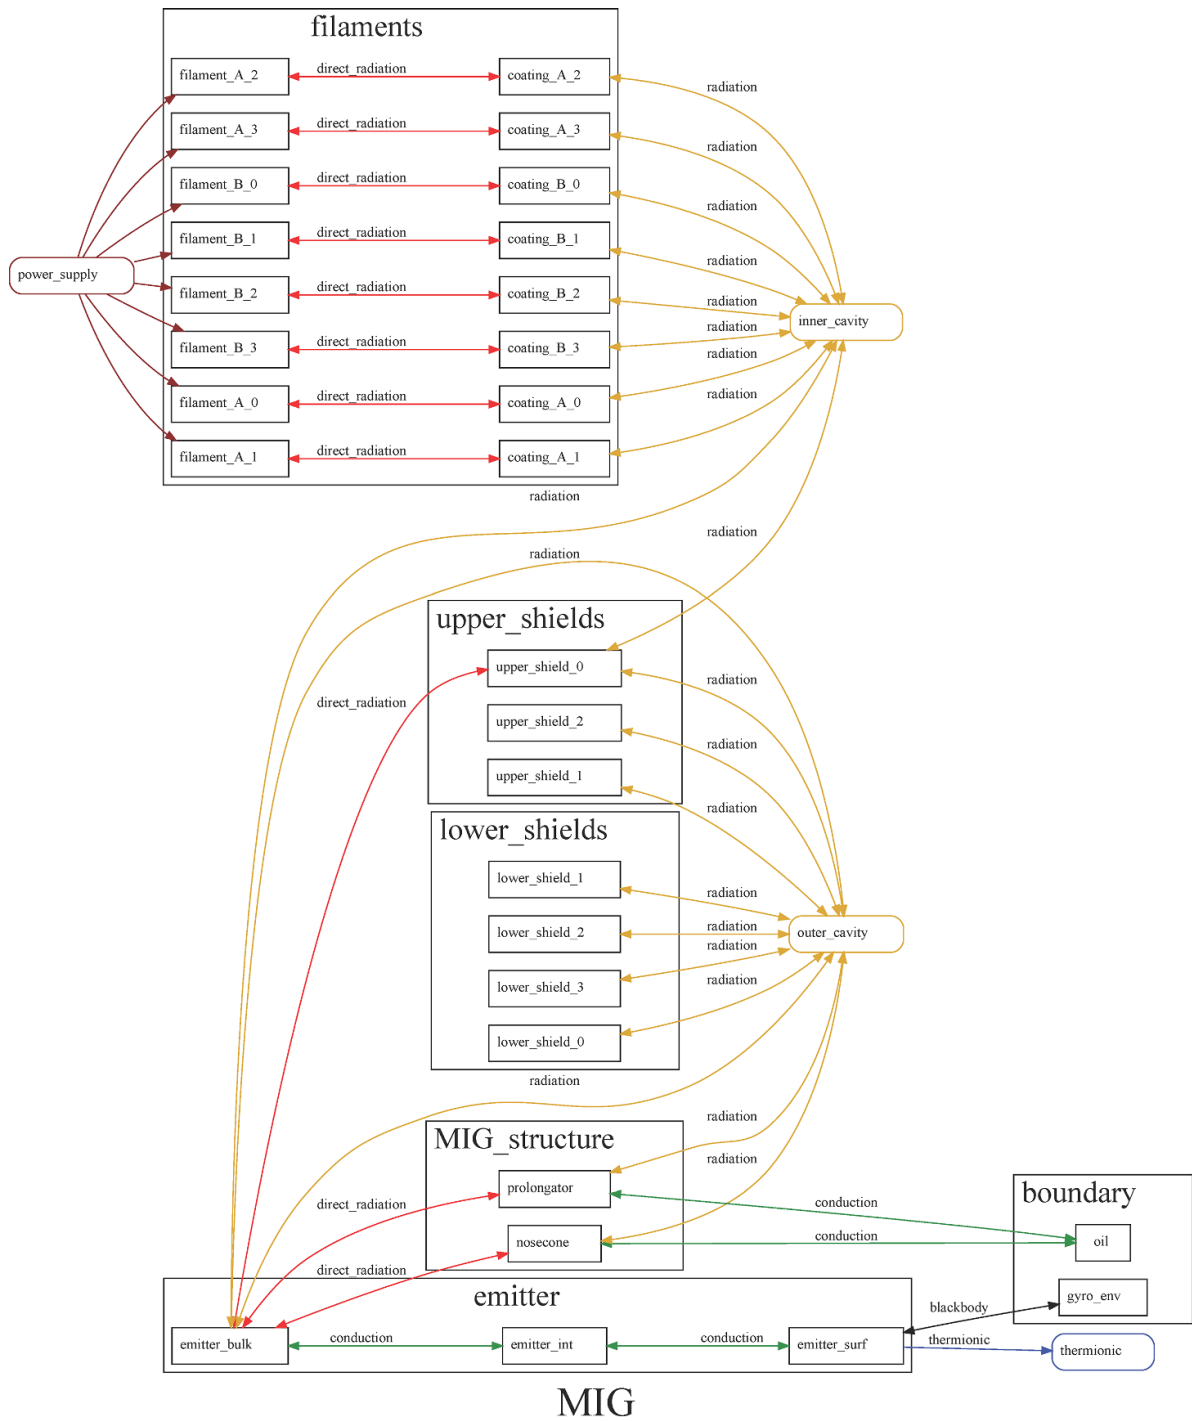 filaments
filament_A_2 direct_radiation coating_A_2
radiation
filament_A_3 direct_radiation coating_A_3
radiation
filament_B_0 direct_radiation coating_B_0
radiation
filament_B_1 direct_radiation coating_B_1
radiation
power_supply
filament_B_2 direct_radiation coating_B_2
radiation
inner_cavity
radiation
filament_B_3 direct_radiation coating_B_3
radiation
filament_A_0 direct_radiation coating_A_0
radiation
filament_A_1 direct_radiation coating_A_1
radiation
radiation
radiation
upper_shields
upper_shield_0
radiation
direct_radiation
upper_shield_2
radiation
upper_shield_1
radiation
lower_shields
lower_shield_1
radiation
lower_shield_2
radiation
outer_cavity
radiation
lower_shield_3
radiation
lower_shield_0
radiation
radiation
MIG_structure
radiation
prolongator
direct_radiation
conduction
boundary
nosecone
conduction
oil
direct_radiation
emitter
gyro_env
blackbody
emitter_bulk conduction emitter_int conduction emitter_surf
thermionic
thermionic
MIG